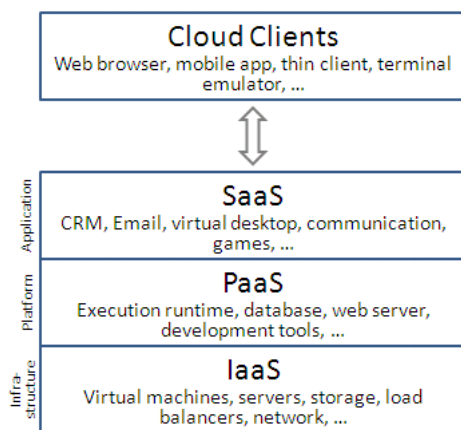 Cloud Clients
Web browser, mobile app, thin client, terminal
emulator, ...
Application
SaaS
CRM, Email, virtual desktop, communication,
games, ...
Platform
PaaS
Execution runtime, database, web server,
development tools, ...
Infra-
structure
IaaS
Virtual machines, servers, storage, load
balancers, network, ...